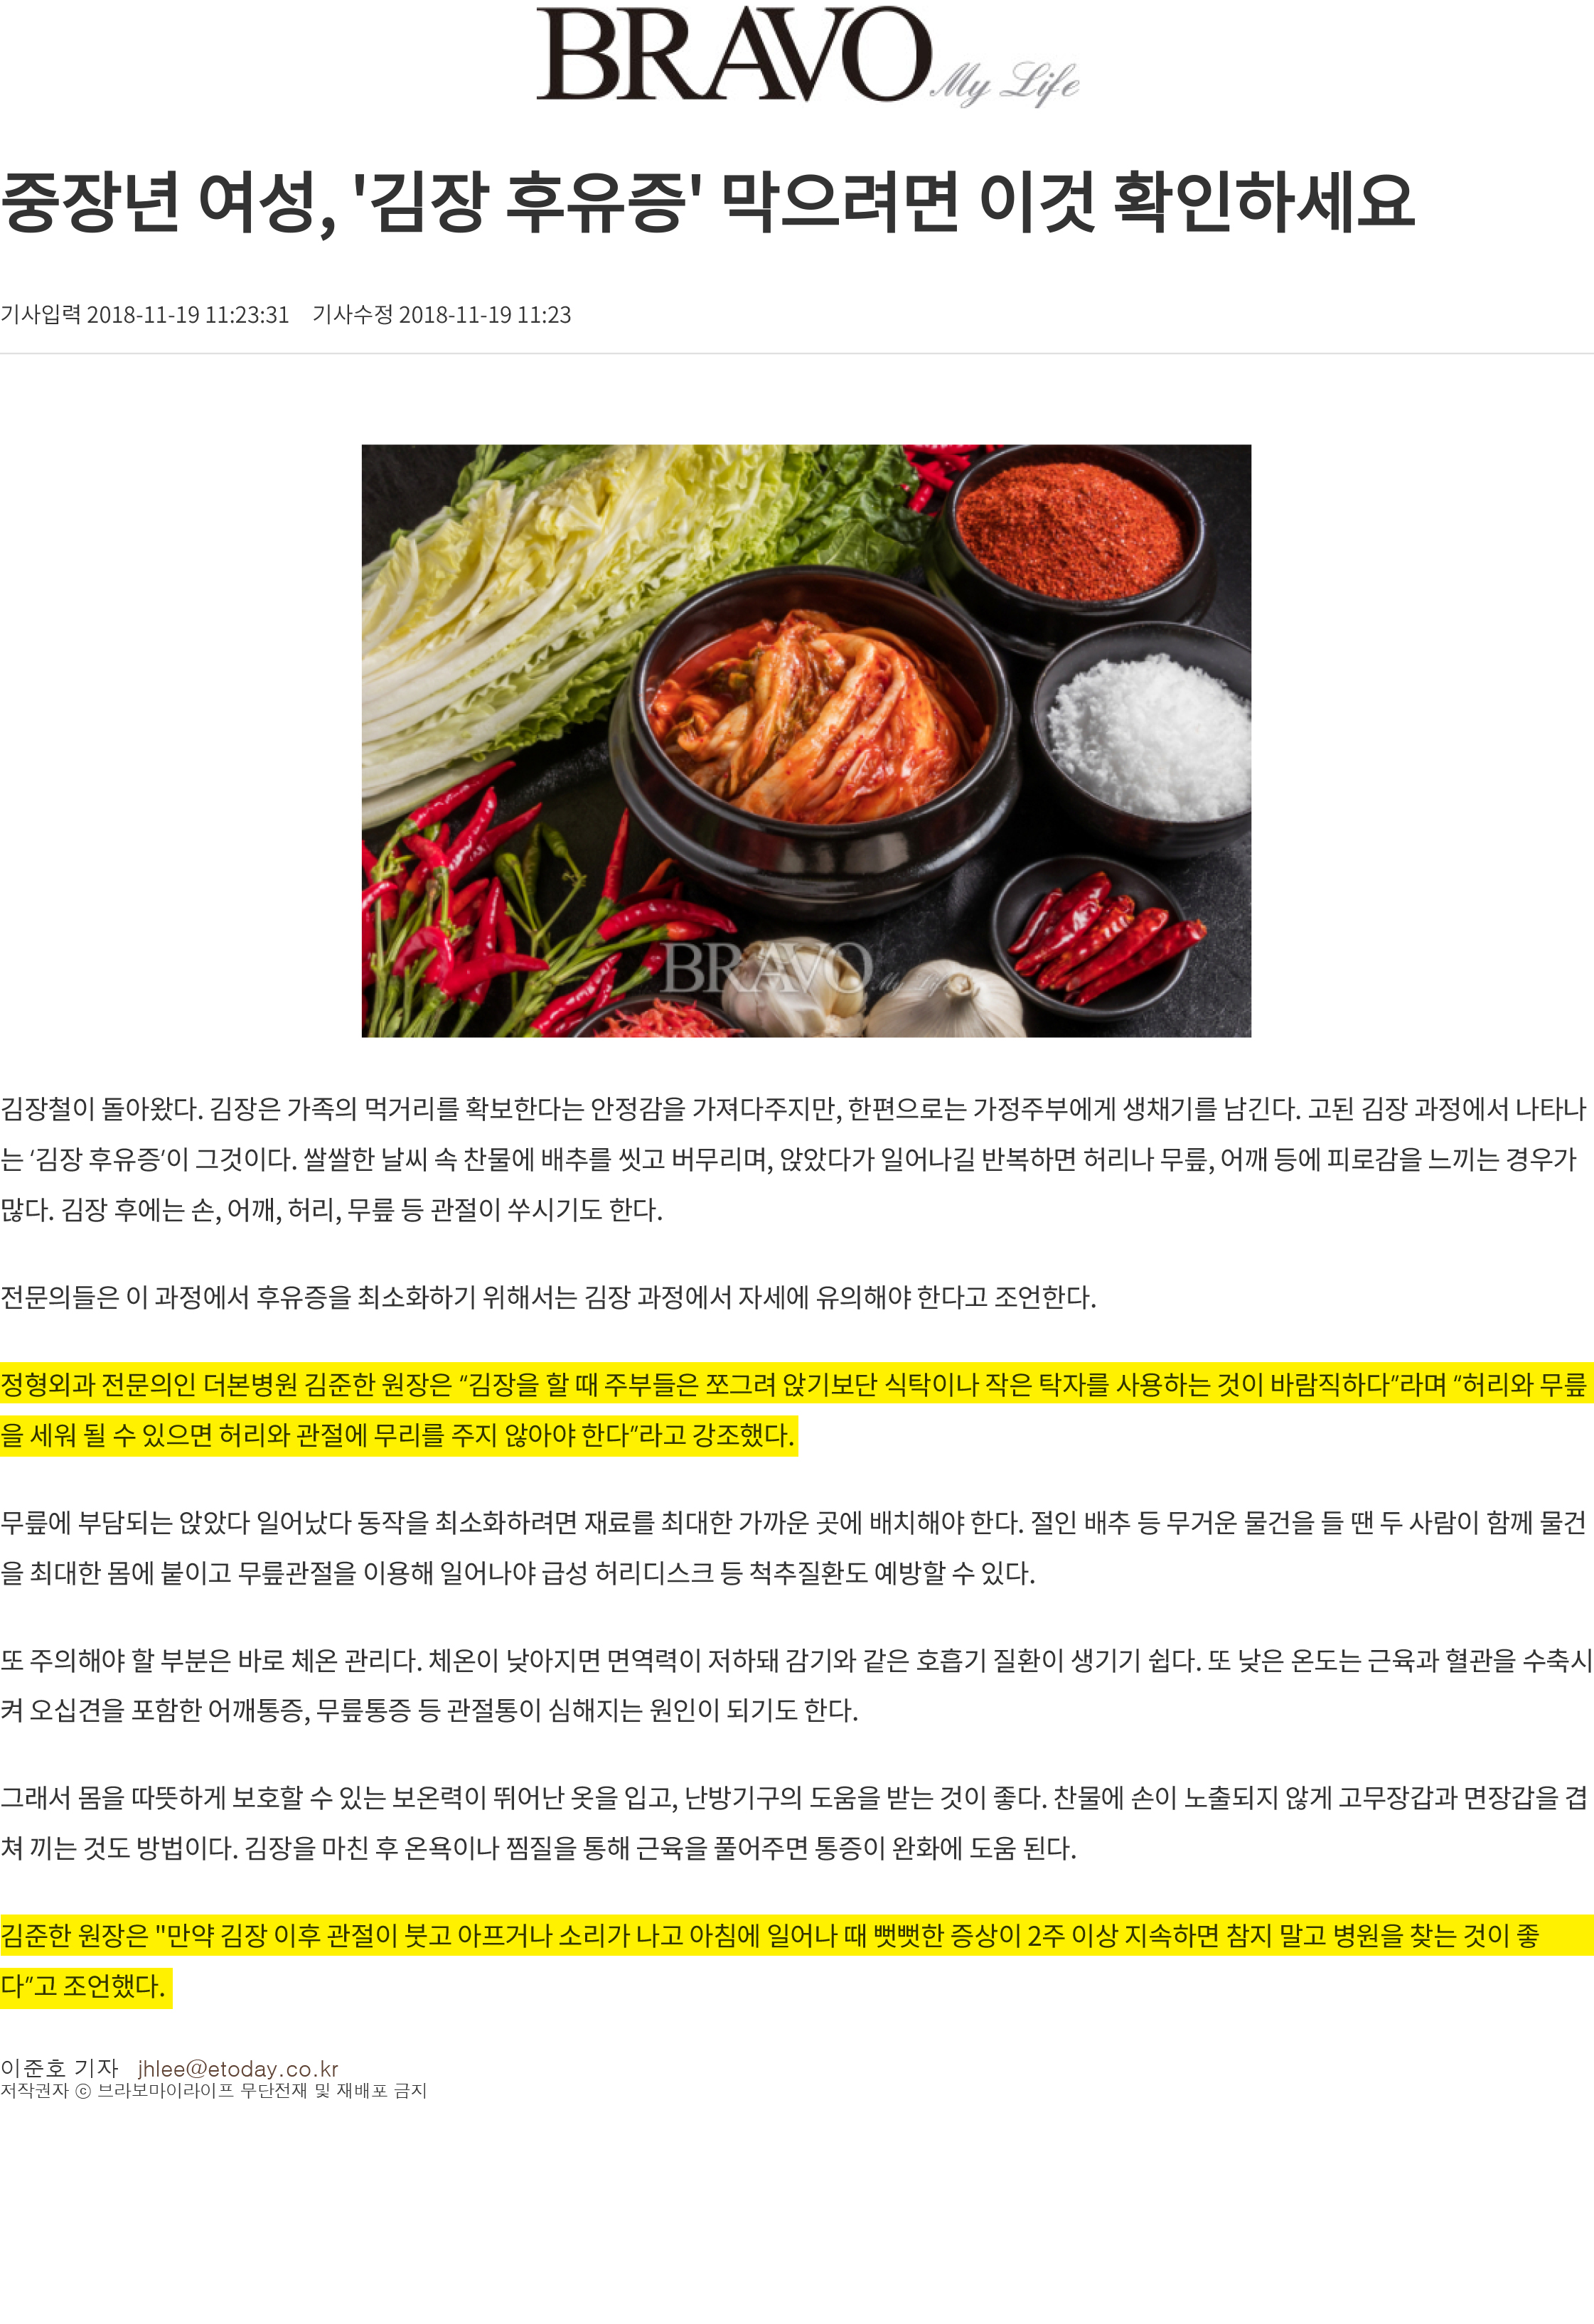 BRAVO My Life
중장년 여성, '김장 후유증' 막으려면 이것 확인하세요
기사입력 2018-11-19 11:23:31 기사수정 2018-11-19 11:23
BRAVO My Life
김장철이 돌아왔다. 김장은 가족의 먹거리를 확보한다는 안정감을 가져다주지만, 한편으로는 가정주부에게 생채기를 남긴다. 고된 김장 과정에서 나타나
는 ‘김장 후유증’이 그것이다. 쌀쌀한 날씨 속 찬물에 배추를 씻고 버무리며, 앉았다가 일어나길 반복하면 허리나 무릎, 어깨 등에 피로감을 느끼는 경우가
많다. 김장 후에는 손, 어깨, 허리, 무릎 등 관절이 쑤시기도 한다.
전문의들은 이 과정에서 후유증을 최소화하기 위해서는 김장 과정에서 자세에 유의해야 한다고 조언한다.
정형외과 전문의인 더본병원 김준한 원장은 “김장을 할 때 주부들은 쪼그려 앉기보단 식탁이나 작은 탁자를 사용하는 것이 바람직하다”라며 “허리와 무릎
을 세워 될 수 있으면 허리와 관절에 무리를 주지 않아야 한다”라고 강조했다.
무릎에 부담되는 앉았다 일어났다 동작을 최소화하려면 재료를 최대한 가까운 곳에 배치해야 한다. 절인 배추 등 무거운 물건을 들 땐 두 사람이 함께 물건
을 최대한 몸에 붙이고 무릎관절을 이용해 일어나야 급성 허리디스크 등 척추질환도 예방할 수 있다.
또 주의해야 할 부분은 바로 체온 관리다. 체온이 낮아지면 면역력이 저하돼 감기와 같은 호흡기 질환이 생기기 쉽다. 또 낮은 온도는 근육과 혈관을 수축시
켜 오십견을 포함한 어깨통증, 무릎통증 등 관절통이 심해지는 원인이 되기도 한다.
그래서 몸을 따뜻하게 보호할 수 있는 보온력이 뛰어난 옷을 입고, 난방기구의 도움을 받는 것이 좋다. 찬물에 손이 노출되지 않게 고무장갑과 면장갑을 겹
쳐 끼는 것도 방법이다. 김장을 마친 후 온욕이나 찜질을 통해 근육을 풀어주면 통증이 완화에 도움 된다.
김준한 원장은 "만약 김장 이후 관절이 붓고 아프거나 소리가 나고 아침에 일어나 때 뻣뻣한 증상이 2주 이상 지속하면 참지 말고 병원을 찾는 것이 좋
다”고 조언했다.
이준호 기자 jhlee@etoday.co.kr
저작권자 ⓒ 브라보마이라이프 무단전재 및 재배포 금지